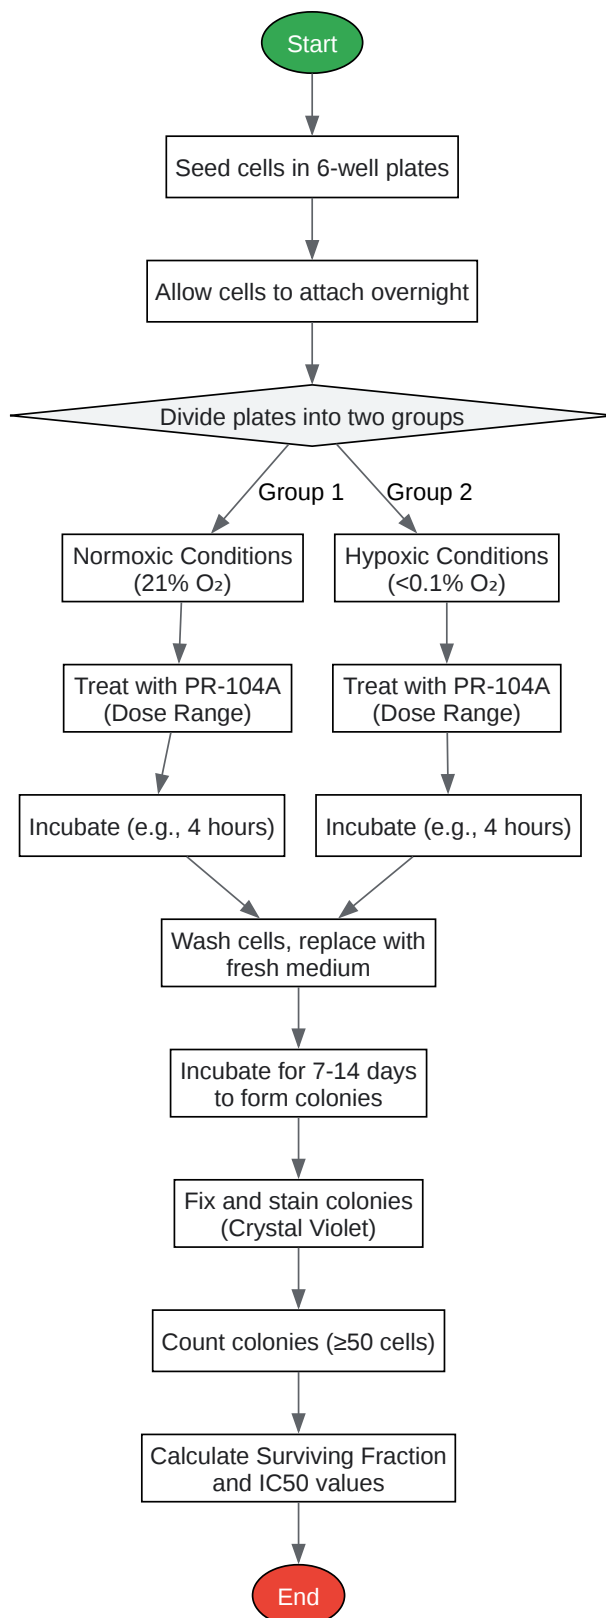 Start
Seed cells in 6-well plates
Allow cells to attach overnight
Divide plates into two groups
Group 1
Group 2
Normoxic Conditions
(21% O₂)
Hypoxic Conditions
(<0.1% O₂)
Treat with PR-104A
(Dose Range)
Treat with PR-104A
(Dose Range)
Incubate (e.g., 4 hours)
Incubate (e.g., 4 hours)
Wash cells, replace with
fresh medium
Incubate for 7-14 days
to form colonies
Fix and stain colonies
(Crystal Violet)
Count colonies (≥50 cells)
Calculate Surviving Fraction
and IC50 values
End